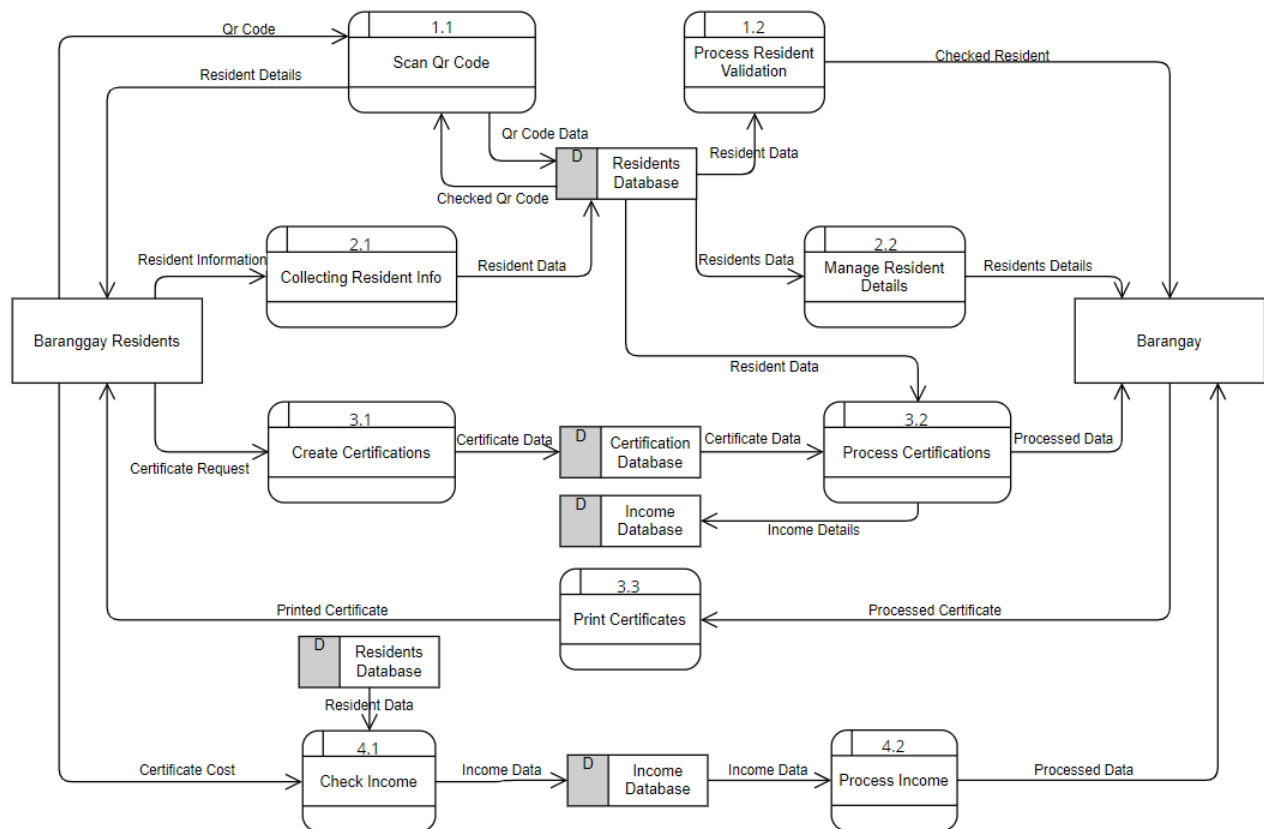 Qr Code
1.1
Scan Qr Code
Resident Details
1.2
Process Resident
Validation
Checked Resident
Qr Code Data
D
Residents
Database
Resident Data
Checked Qr Code
2.1
Resident Information
Collecting Resident Info
Resident Data
Residents Data
2.2
Manage Resident
Details
Residents Details
Baranggay Residents
Barangay
Resident Data
3.1
Certificate Request
Create Certifications
Certificate Data
D
Certification
Database
Certificate Data
3.2
Process Certifications
Processed Data
D
Income
Database
Income Details
3.3
Print Certificates
Printed Certificate
Processed Certificate
D
Residents
Database
Resident Data
4.1
Certificate Cost
Check Income
Income Data
D
Income
Database
Income Data
4.2
Process Income
Processed Data